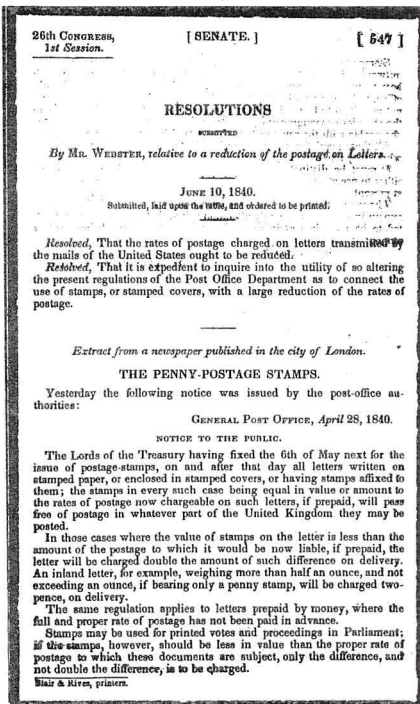 26th CONGRESS, [ SENATE. ] [ 547 ]
1st Session.
RESOLUTIONS
SUBMITTED
By MR. WEBSTER, relative to a reduction of the postage on Letters.
JUNE 10, 1840.
Submitted, laid upon the table, and ordered to be printed.
Resolved, That the rates of postage charged on letters transmitted by
the mails of the United States ought to be reduced.
Resolved, That it is expedient to inquire into the utility of so altering
the present regulations of the Post Office Department as to connect the
use of stamps, or stamped covers, with a large reduction of the rates of
postage.
Extract from a newspaper published in the city of London.
THE PENNY-POSTAGE STAMPS.
Yesterday the following notice was issued by the post-office au-
thorities:
GENERAL POST OFFICE, April 28, 1840.
NOTICE TO THE PUBLIC.
The Lords of the Treasury having fixed the 6th of May next for the
issue of postage-stamps, on and after that day all letters written on
stamped paper, or enclosed in stamped covers, or having stamps affixed to
them; the stamps in every such case being equal in value or amount to
the rates of postage now chargeable on such letters, if prepaid, will pass
free of postage in whatever part of the United Kingdom they may be
posted.
In those cases where the value of stamps on the letter is less than the
amount of the postage to which it would be now liable, if prepaid, the
letter will be charged double the amount of such difference on delivery.
An inland letter, for example, weighing more than half an ounce, and not
exceeding an ounce, if bearing only a penny stamp, will be charged two-
pence, on delivery.
The same regulation applies to letters prepaid by money, where the
full and proper rate of postage has not been paid in advance.
Stamps may be used for printed votes and proceedings in Parliament;
if the stamps, however, should be less in value than the proper rate of
postage to which these documents are subject, only the difference, and
not double the difference, is to be charged.
Blair & Rives, printers.